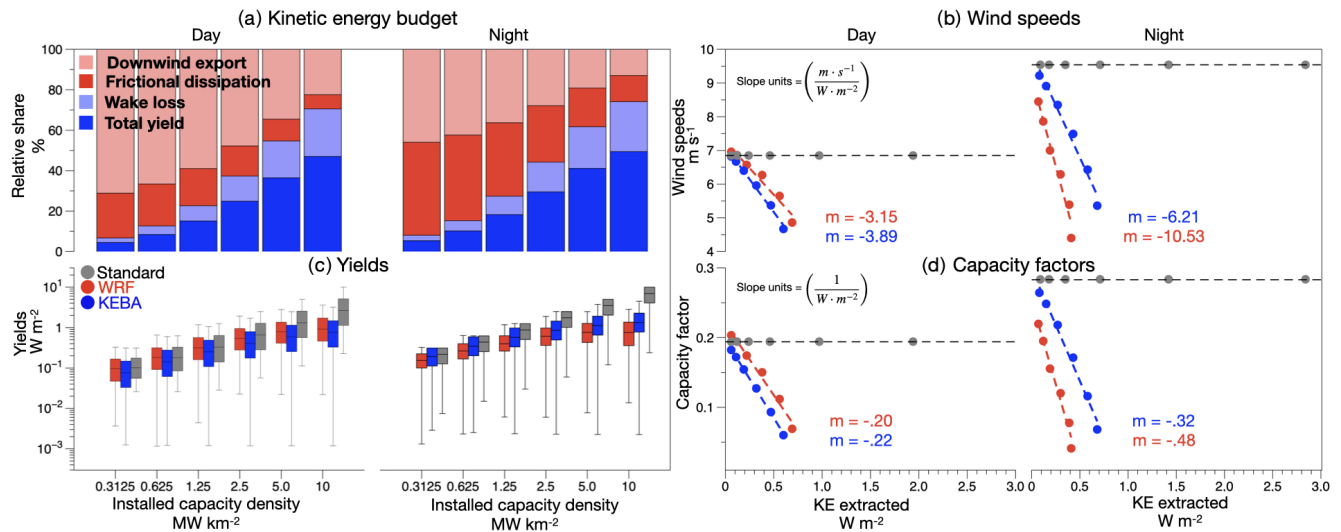 (a) Kinetic energy budget
Day
Night
100
80
60
40
20
0
Relative share
%
Downwind export
Frictional dissipation
Wake loss
Total yield
(c) Yields
Standard
WRF
KEBA
10¹
1
10⁻¹
10⁻²
10⁻³
Yields
W m⁻²
0.3125
0.625
1.25
2.5
5.0
10
0.3125
0.625
1.25
2.5
5.0
10
Installed capacity density
MW km⁻²
Installed capacity density
MW km⁻²
(b) Wind speeds
Day
Night
10
9
8
7
6
5
4
Wind speeds
m s⁻¹
Slope units = (m · s⁻¹ / W · m⁻²)
m = -3.15
m = -3.89
m = -6.21
m = -10.53
(d) Capacity factors
0.3
0.2
0.1
Capacity factor
Slope units = (1 / W · m⁻²)
m = -.20
m = -.22
m = -.32
m = -.48
0
0.5
1.0
1.5
2.0
2.5
3.0
0
0.5
1.0
1.5
2.0
2.5
3.0
KE extracted
W m⁻²
KE extracted
W m⁻²